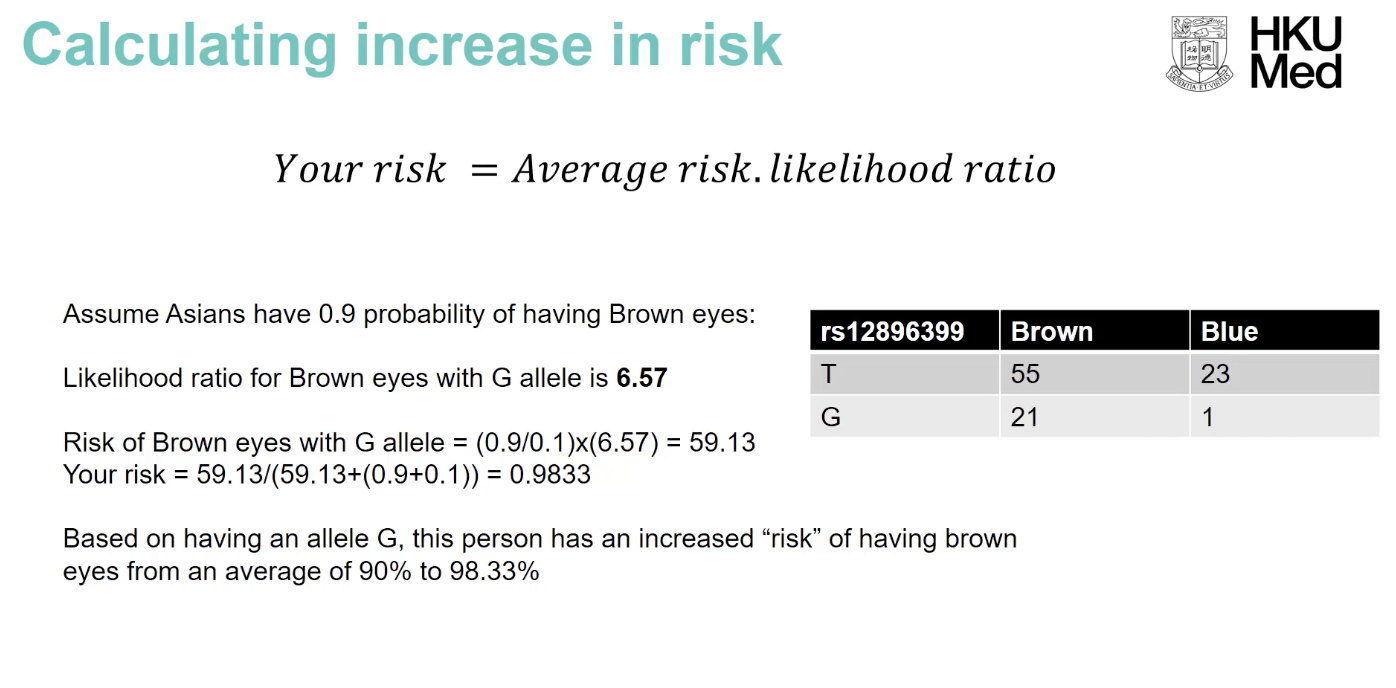 Calculating increase in risk
HKU
Med
Your risk = Average risk. likelihood ratio
Assume Asians have 0.9 probability of having Brown eyes:
Likelihood ratio for Brown eyes with G allele is 6.57
Risk of Brown eyes with G allele = (0.9/0.1)x(6.57) = 59.13
Your risk = 59.13/(59.13+(0.9+0.1)) = 0.9833
Based on having an allele G, this person has an increased “risk” of having brown
eyes from an average of 90% to 98.33%
rs12896399 Brown Blue
T 55 23
G 21 1